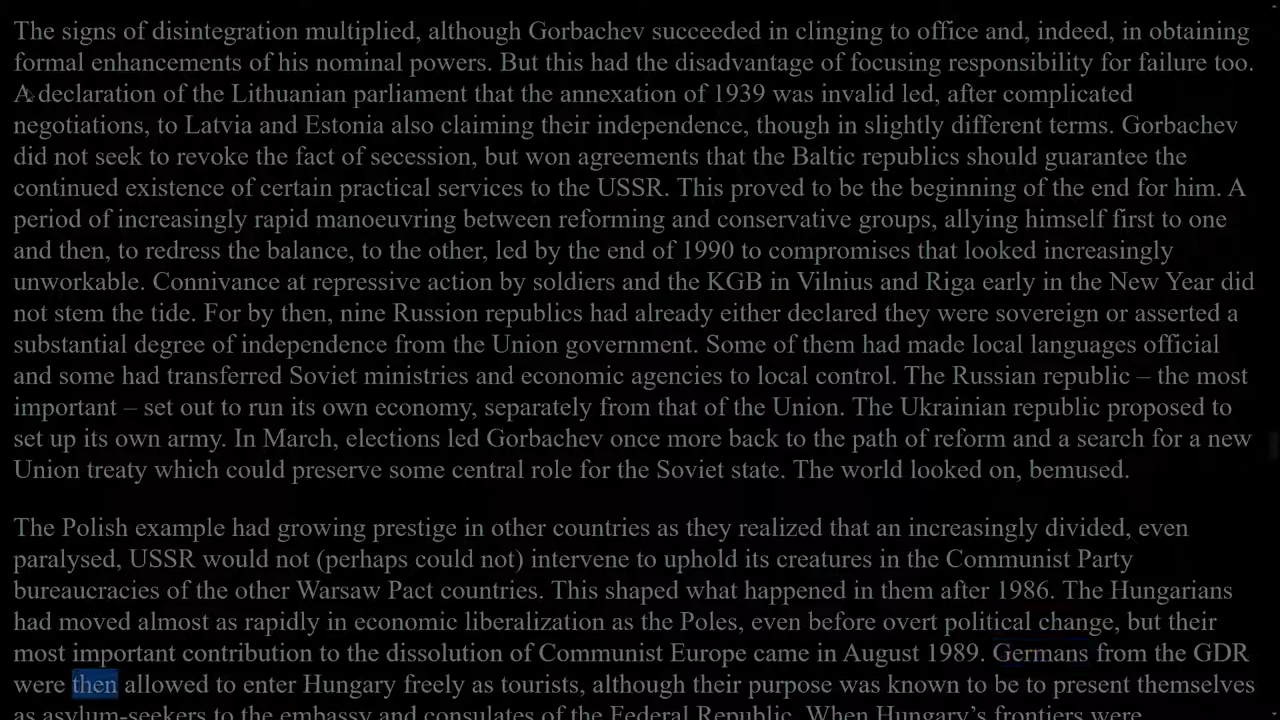 The signs of disintegration multiplied, although Gorbachev succeeded in clinging to office and, indeed, in obtaining
formal enhancements of his nominal powers. But this had the disadvantage of focusing responsibility for failure too.
A declaration of the Lithuanian parliament that the annexation of 1939 was invalid led, after complicated
negotiations, to Latvia and Estonia also claiming their independence, though in slightly different terms. Gorbachev
did not seek to revoke the fact of secession, but won agreements that the Baltic republics should guarantee the
continued existence of certain practical services to the USSR. This proved to be the beginning of the end for him. A
period of increasingly rapid manoeuvring between reforming and conservative groups, allying himself first to one
and then, to redress the balance, to the other, led by the end of 1990 to compromises that looked increasingly
unworkable. Connivance at repressive action by soldiers and the KGB in Vilnius and Riga early in the New Year did
not stem the tide. For by then, nine Russian republics had already either declared they were sovereign or asserted a
substantial degree of independence from the Union government. Some of them had made local languages official
and some had transferred Soviet ministries and economic agencies to local control. The Russian republic – the most
important – set out to run its own economy, separately from that of the Union. The Ukrainian republic proposed to
set up its own army. In March, elections led Gorbachev once more back to the path of reform and a search for a new
Union treaty which could preserve some central role for the Soviet state. The world looked on, bemused.
The Polish example had growing prestige in other countries as they realized that an increasingly divided, even
paralysed, USSR would not (perhaps could not) intervene to uphold its creatures in the Communist Party
bureaucracies of the other Warsaw Pact countries. This shaped what happened in them after 1986. The Hungarians
had moved almost as rapidly in economic liberalization as the Poles, even before overt political change, but their
most important contribution to the dissolution of Communist Europe came in August 1989. Germans from the GDR
were then allowed to enter Hungary freely as tourists, although their purpose was known to be to present themselves
as asylum-seekers to the embassy and consulates of the Federal Republic. When Hungary's frontiers were